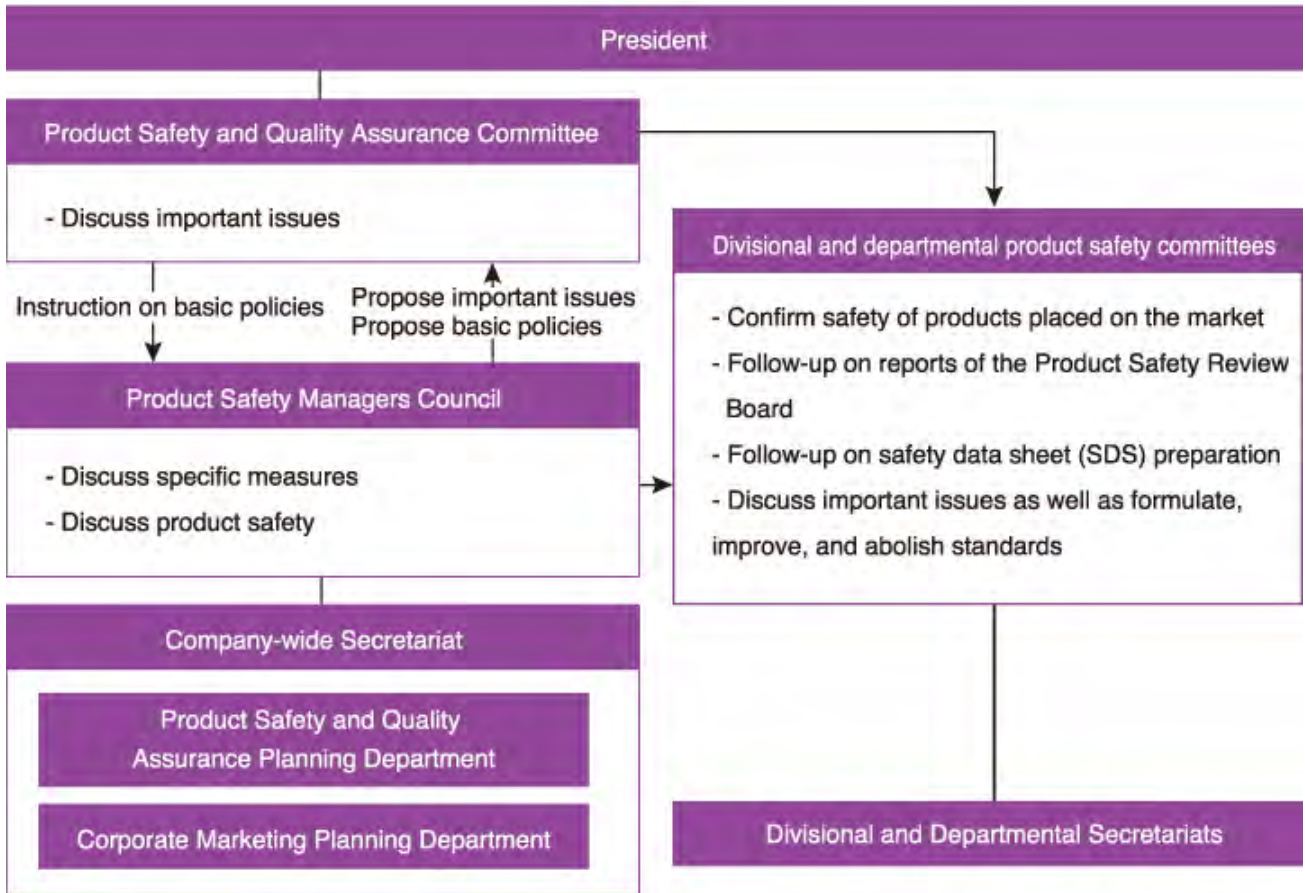 President
Product Safety and Quality Assurance Committee
- Discuss important issues
Instruction on basic policies
Propose important issues
Propose basic policies
Product Safety Managers Council
- Discuss specific measures
- Discuss product safety
Company-wide Secretariat
Product Safety and Quality
Assurance Planning Department
Corporate Marketing Planning Department
Divisional and departmental product safety committees
- Confirm safety of products placed on the market
- Follow-up on reports of the Product Safety Review
Board
- Follow-up on safety data sheet (SDS) preparation
- Discuss important issues as well as formulate,
improve, and abolish standards
Divisional and Departmental Secretariats